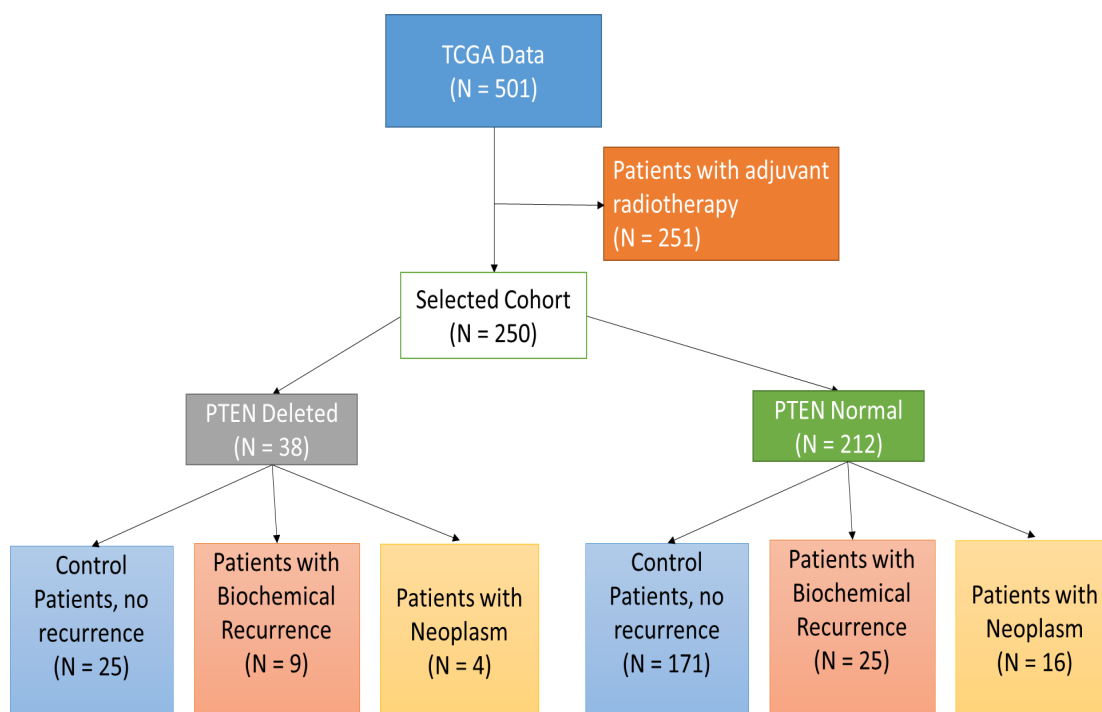 TCGA Data
(N = 501)
Patients with adjuvant
radiotherapy
(N = 251)
Selected Cohort
(N = 250)
PTEN Deleted
(N = 38)
PTEN Normal
(N = 212)
Control
Patients, no
recurrence
(N = 25)
Patients with
Biochemical
Recurrence
(N = 9)
Patients with
Neoplasm
(N = 4)
Control
Patients, no
recurrence
(N = 171)
Patients with
Biochemical
Recurrence
(N = 25)
Patients with
Neoplasm
(N = 16)